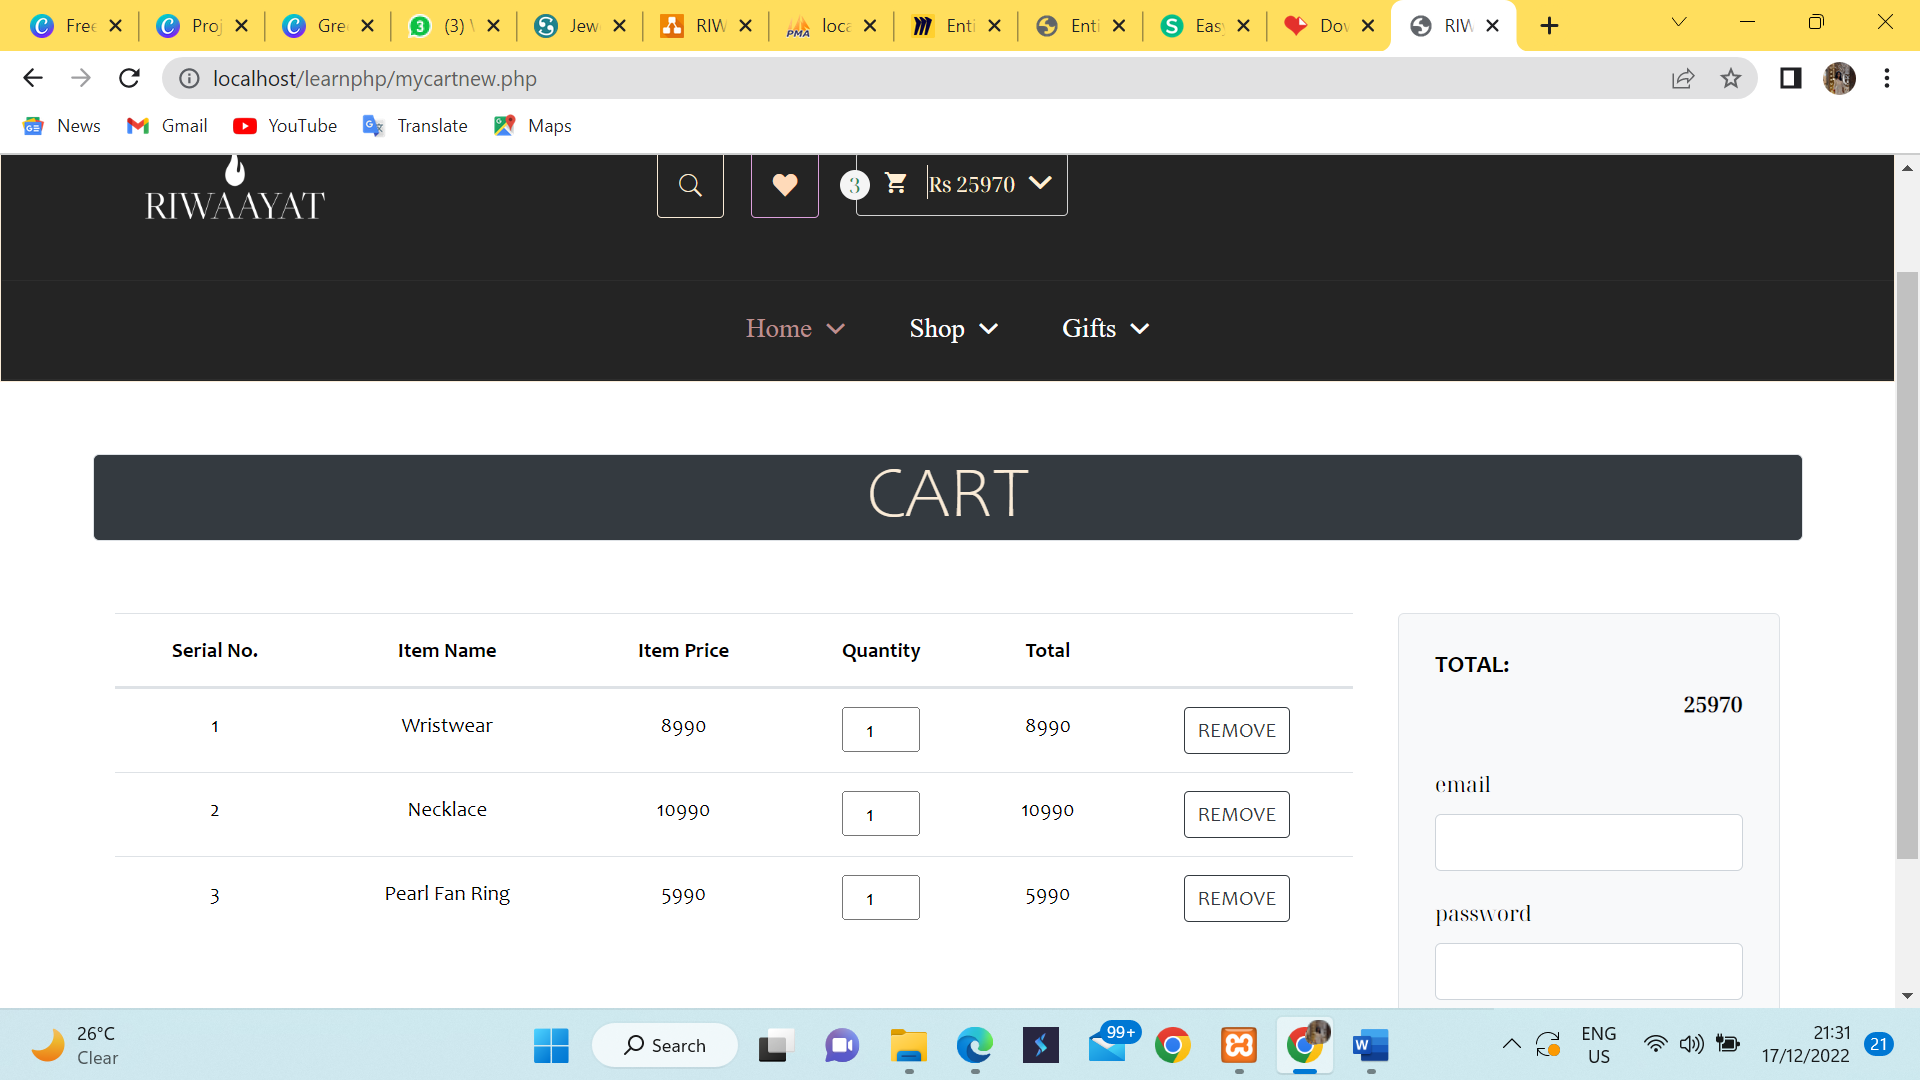 Free
Proj
Gre
(3)
Jew
RIW
loca
Enti
Enti
Eas
Dov
RIW
localhost/learnphp/mycartnew.php
News
Gmail
YouTube
Translate
Maps
RIWAAYAT
3
Rs 25970
Home
Shop
Gifts
CART
Serial No. Item Name Item Price Quantity Total
1 Wristwear 8990 1 8990 REMOVE
2 Necklace 10990 1 10990 REMOVE
3 Pearl Fan Ring 5990 1 5990 REMOVE
TOTAL:
25970
email
password
26°C
Clear
Search
99+
ENG
US
21:31
17/12/2022
21